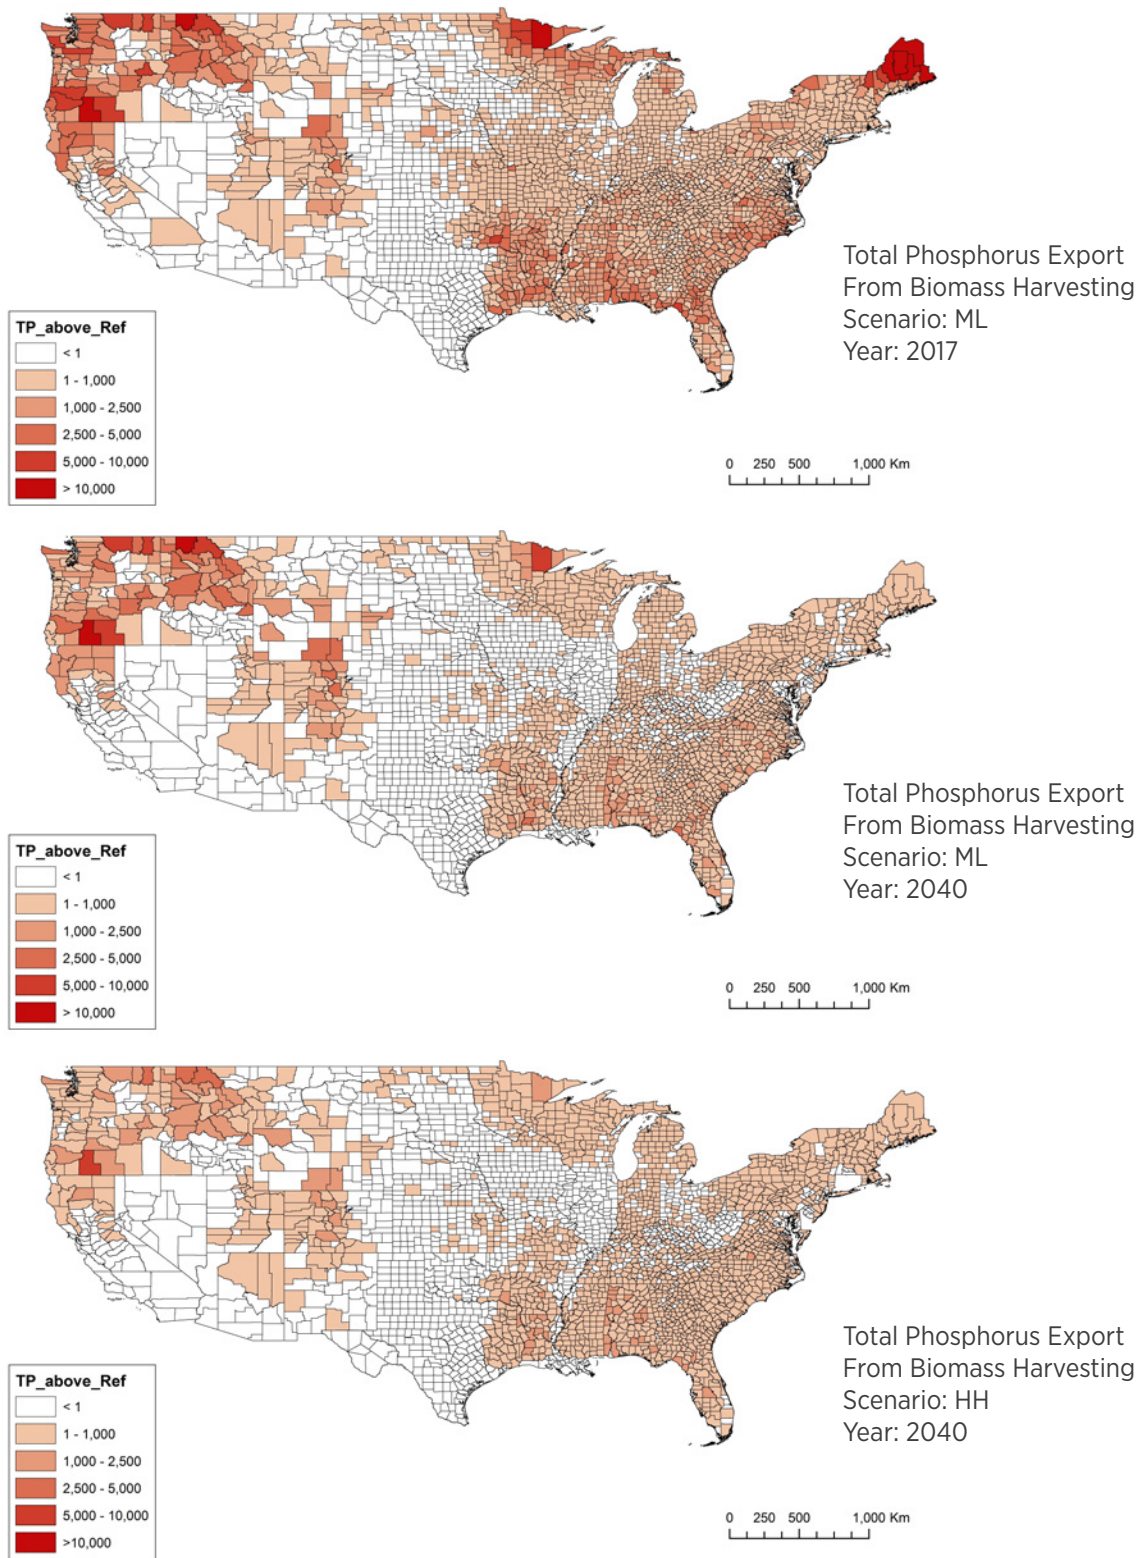 Total Phosphorus Export
From Biomass Harvesting
Scenario: ML
Year: 2017
TP_above_Ref
< 1
1 - 1,000
1,000 - 2,500
2,500 - 5,000
5,000 - 10,000
> 10,000
0 250 500 1,000 Km
Total Phosphorus Export
From Biomass Harvesting
Scenario: ML
Year: 2040
TP_above_Ref
< 1
1 - 1,000
1,000 - 2,500
2,500 - 5,000
5,000 - 10,000
> 10,000
0 250 500 1,000 Km
Total Phosphorus Export
From Biomass Harvesting
Scenario: HH
Year: 2040
TP_above_Ref
< 1
1 - 1,000
1,000 - 2,500
2,500 - 5,000
5,000 - 10,000
>10,000
0 250 500 1,000 Km